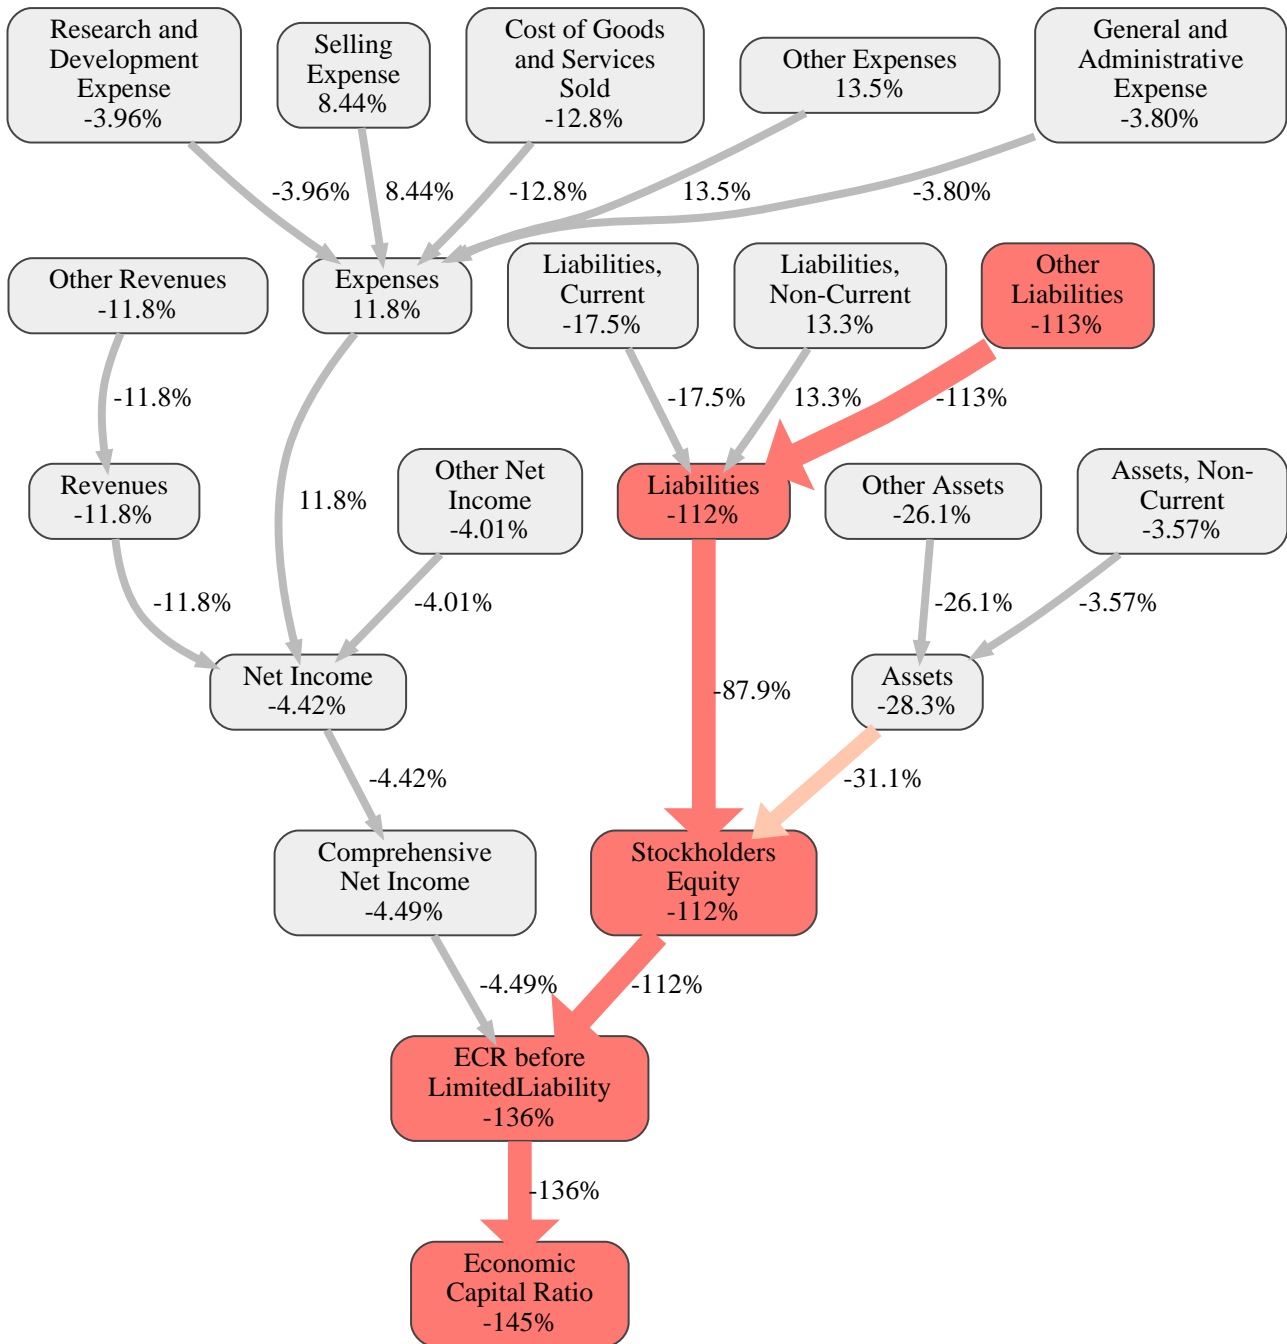 Research and
Development
Expense
-3.96%
Selling
Expense
8.44%
Cost of Goods
and Services
Sold
-12.8%
Other Expenses
13.5%
General and
Administrative
Expense
-3.80%
-3.96%
8.44%
-12.8%
13.5%
-3.80%
Other Revenues
-11.8%
Expenses
11.8%
Liabilities,
Current
-17.5%
Liabilities,
Non-Current
13.3%
Other
Liabilities
-113%
-11.8%
-17.5%
13.3%
-113%
Revenues
-11.8%
11.8%
Other Net
Income
-4.01%
Liabilities
-112%
Other Assets
-26.1%
Assets, Non-
Current
-3.57%
-11.8%
-4.01%
-26.1%
-3.57%
Net Income
-4.42%
-87.9%
Assets
-28.3%
-4.42%
-31.1%
Comprehensive
Net Income
-4.49%
Stockholders
Equity
-112%
-4.49%
-112%
ECR before
LimitedLiability
-136%
-136%
Economic
Capital Ratio
-145%